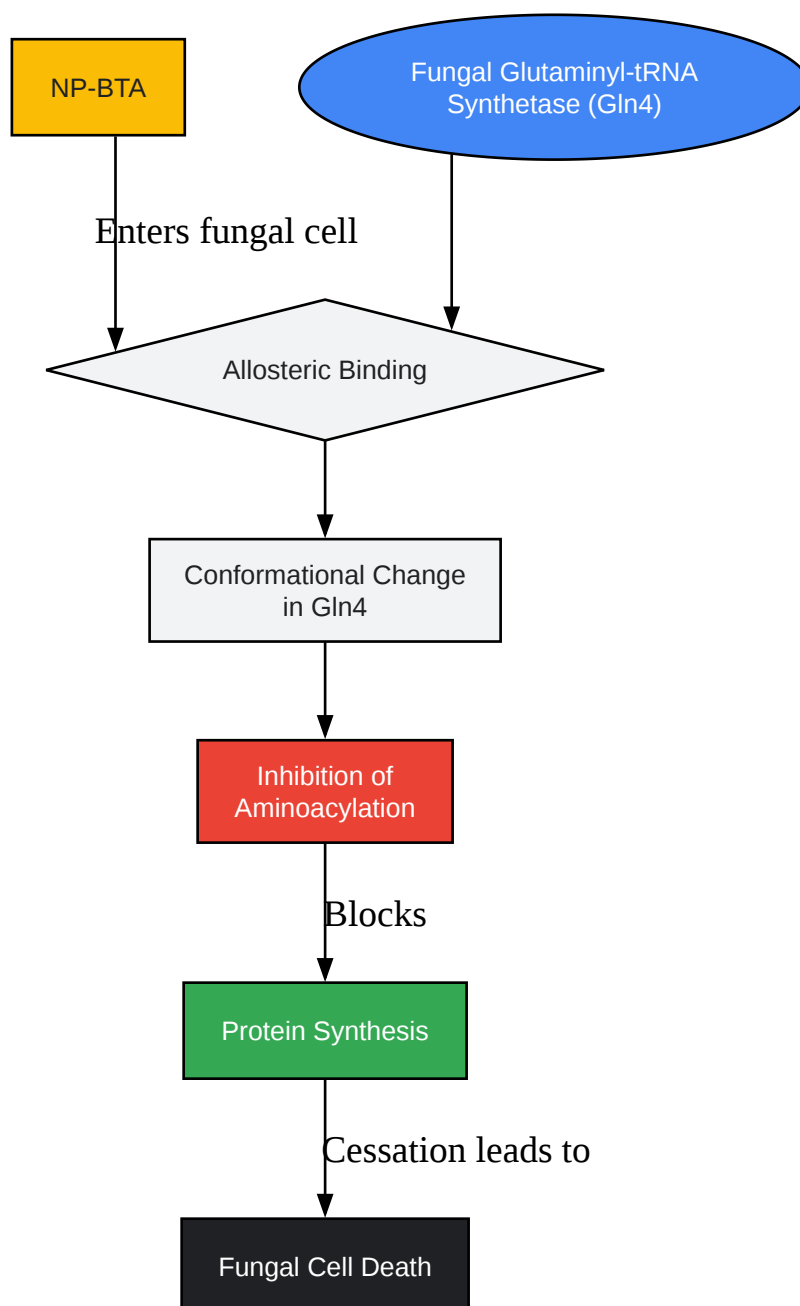 NP-BTA
Fungal Glutaminyl-tRNA
Synthetase (Gln4)
Enters fungal cell
Allosteric Binding
Conformational Change
in Gln4
Inhibition of
Aminoacylation
Blocks
Protein Synthesis
Cessation leads to
Fungal Cell Death